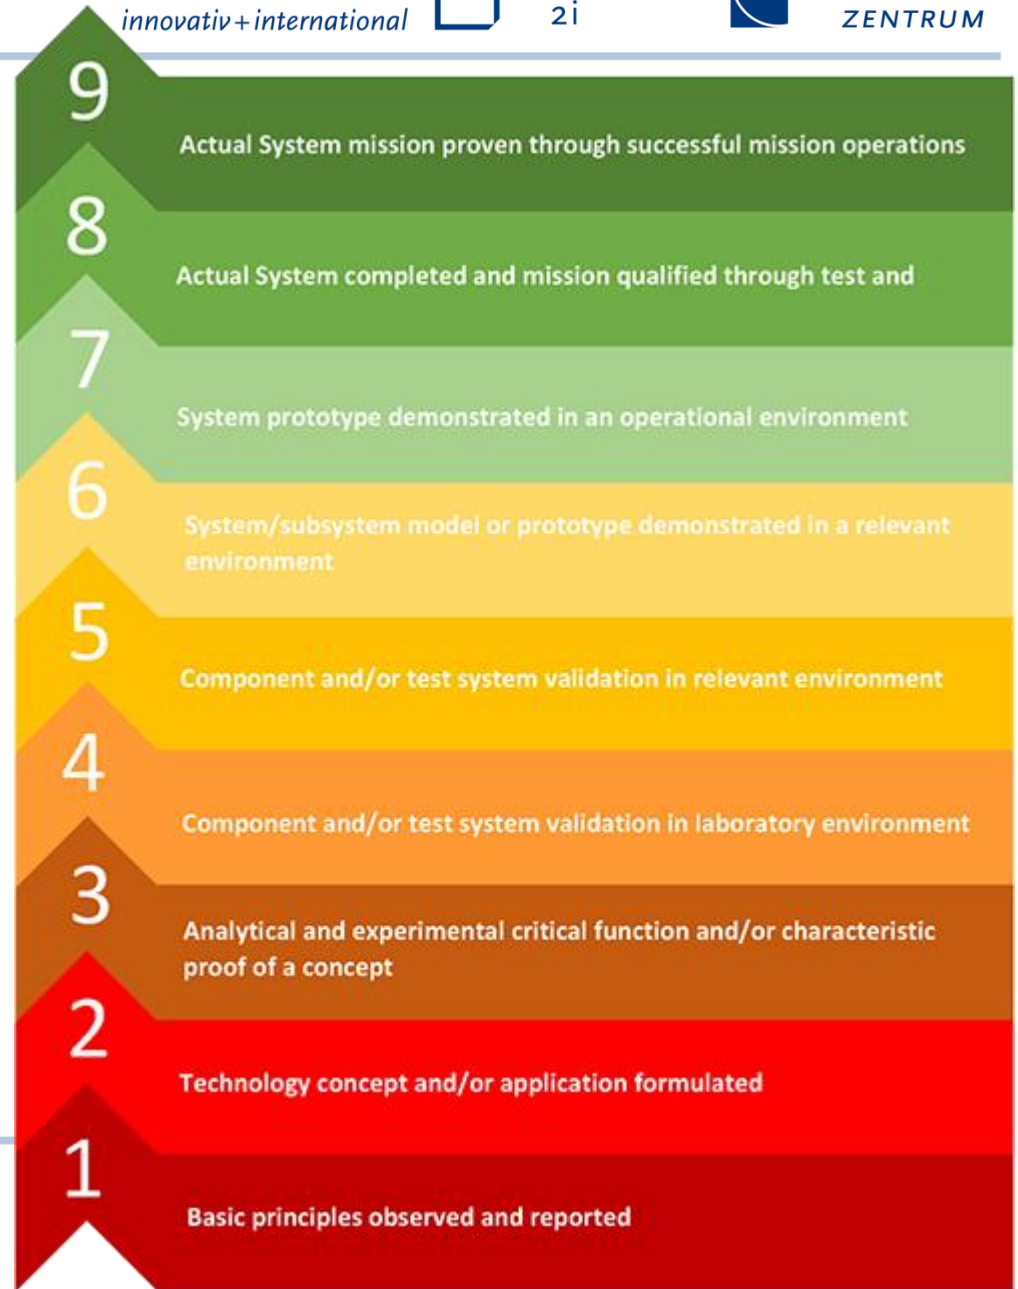 innovativ+international
2i
ZENTRUM
9
Actual System mission proven through successful mission operations
8
Actual System completed and mission qualified through test and
7
System prototype demonstrated in an operational environment
6
System/subsystem model or prototype demonstrated in a relevant
environment
5
Component and/or test system validation in relevant environment
4
Component and/or test system validation in laboratory environment
3
Analytical and experimental critical function and/or characteristic
proof of a concept
2
Technology concept and/or application formulated
1
Basic principles observed and reported